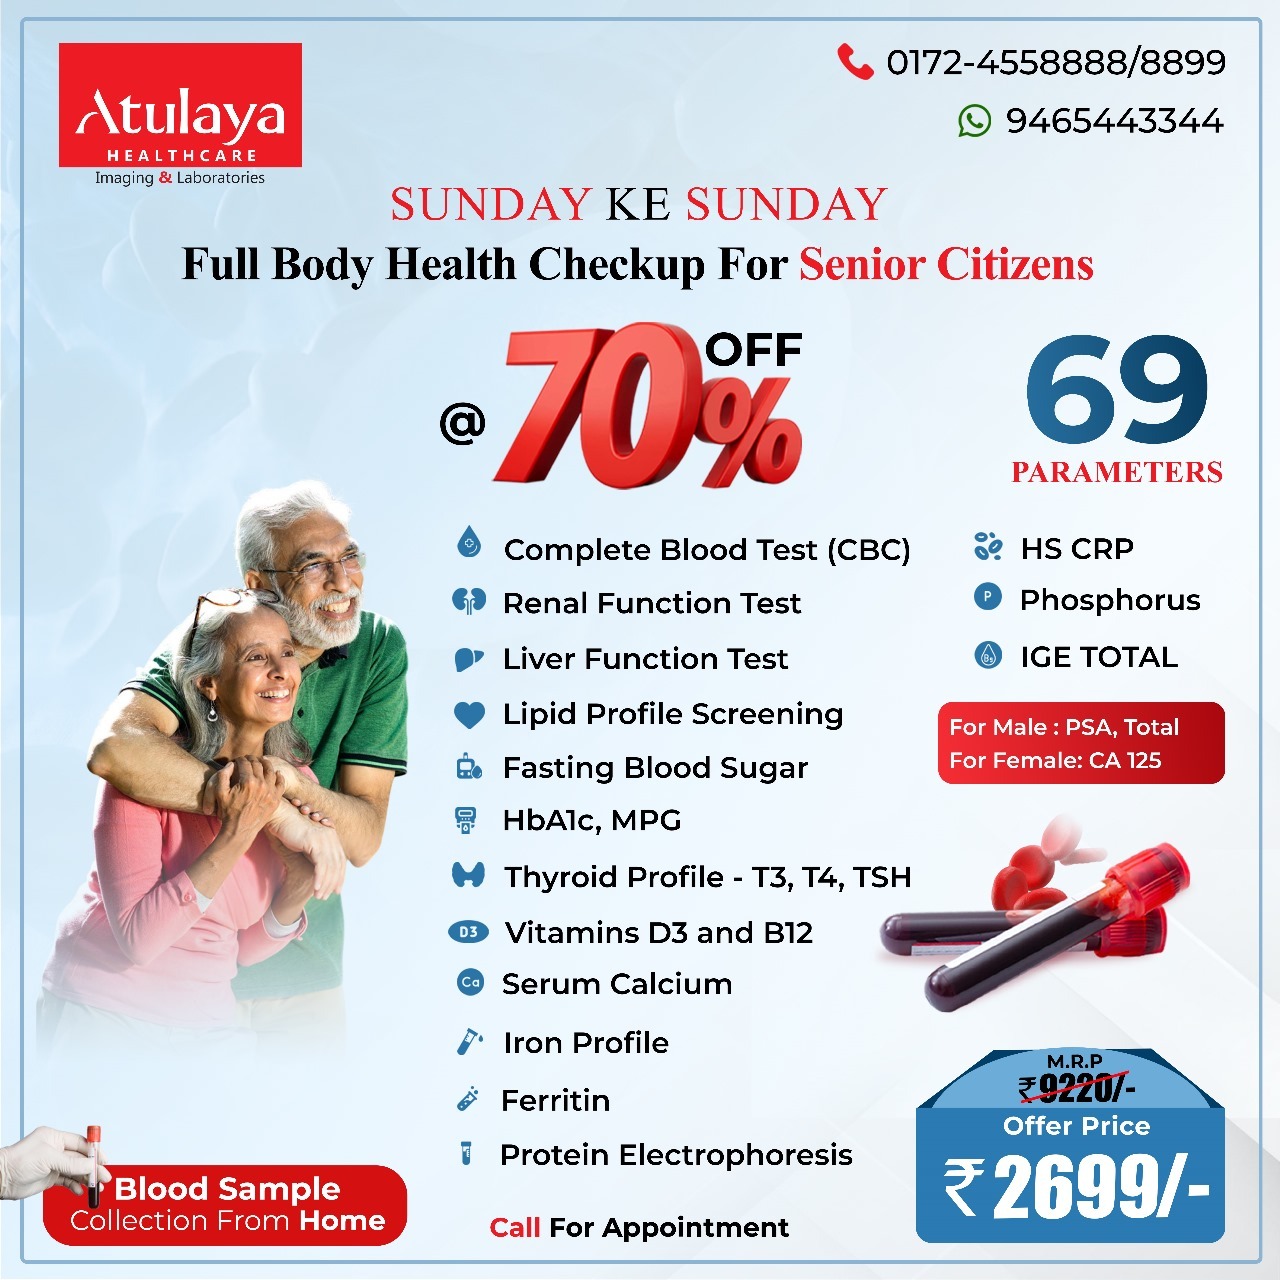 Atulaya
HEALTHCARE
Imaging & Laboratories
0172-4558888/8899
9465443344
SUNDAY KE SUNDAY
Full Body Health Checkup For Senior Citizens
@ 70% OFF
69
PARAMETERS
Complete Blood Test (CBC)
Renal Function Test
Liver Function Test
Lipid Profile Screening
Fasting Blood Sugar
HbA1c, MPG
Thyroid Profile - T3, T4, TSH
D3 Vitamins D3 and B12
Ca Serum Calcium
Iron Profile
Ferritin
Protein Electrophoresis
HS CRP
P Phosphorus
IGE TOTAL
For Male : PSA, Total
For Female: CA 125
M.R.P
₹9220/-
Offer Price
₹2699/-
Blood Sample
Collection From Home
Call For Appointment